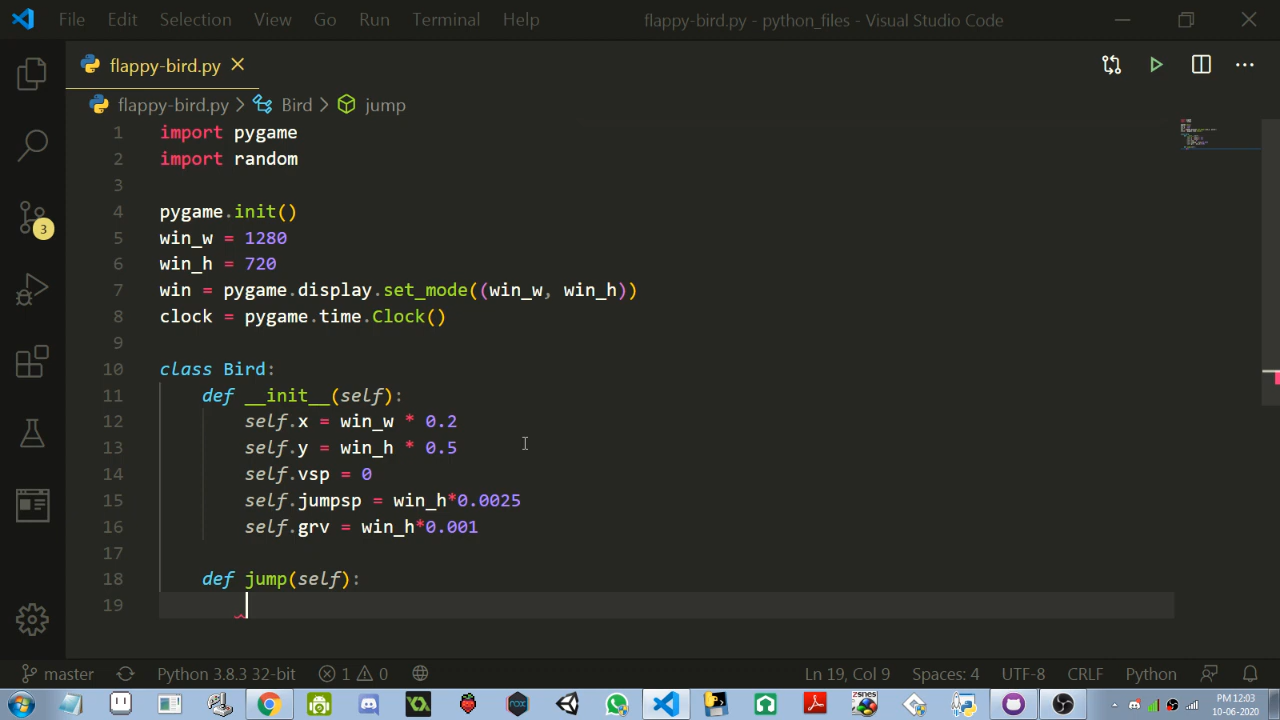 File Edit Selection View Go Run Terminal Help flappy-bird.py - python_files - Visual Studio Code
flappy-bird.py
flappy-bird.py > Bird > jump
1 import pygame
2 import random
3
4 pygame.init()
5 win_w = 1280
6 win_h = 720
7 win = pygame.display.set_mode((win_w, win_h))
8 clock = pygame.time.Clock()
9
10 class Bird:
11 def __init__(self):
12 self.x = win_w * 0.2
13 self.y = win_h * 0.5
14 self.vsp = 0
15 self.jumpsp = win_h*0.0025
16 self.grv = win_h*0.001
17
18 def jump(self):
19
3
master Python 3.8.3 32-bit 1 0 Ln 19, Col 9 Spaces: 4 UTF-8 CRLF Python
PM 12:03
10-06-2020